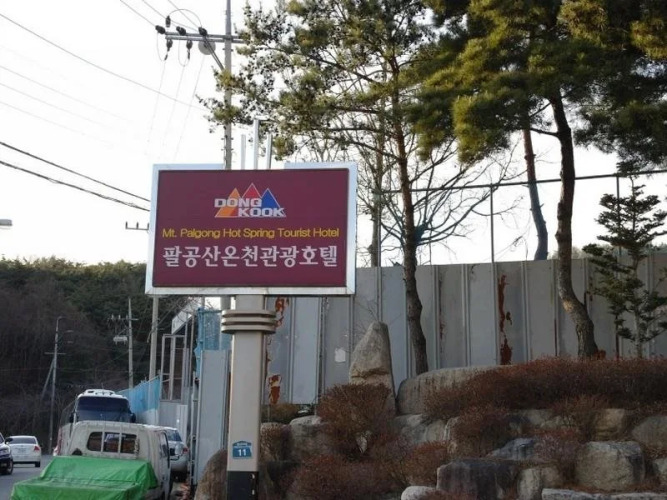 DONG
KOOK
Mt. Palgong Hot Spring Tourist Hotel
팔공산온천관광호텔
11